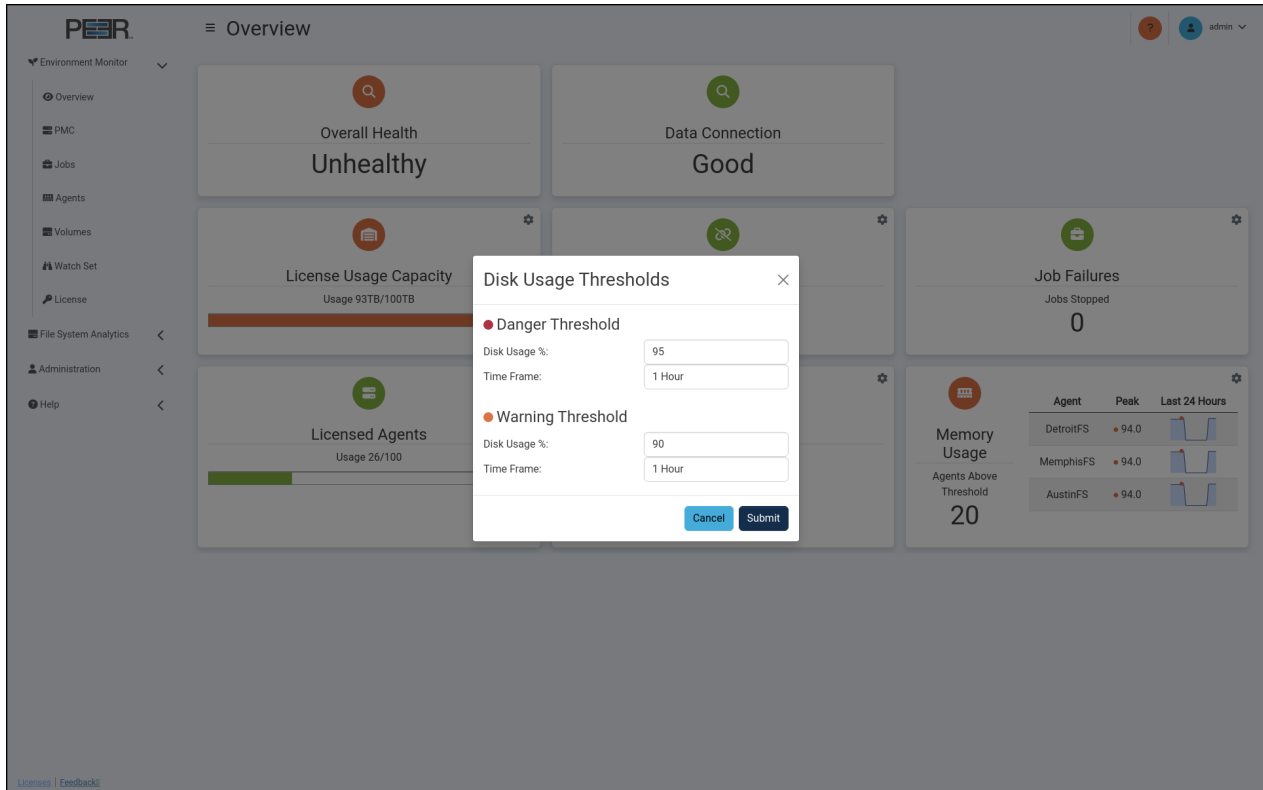 PEER
≡ Overview
?
admin
Environment Monitor
Overview
PMC
Jobs
Agents
Volumes
Watch Set
License
File System Analytics
Administration
Help
Overall Health
Unhealthy
Data Connection
Good
License Usage Capacity
Usage 93TB/100TB
Job Failures
Jobs Stopped
0
Licensed Agents
Usage 26/100
Disk Usage Thresholds
Danger Threshold
Disk Usage %: 95
Time Frame: 1 Hour
Warning Threshold
Disk Usage %: 90
Time Frame: 1 Hour
Cancel Submit
Memory
Usage
Agents Above
Threshold
20
Agent Peak Last 24 Hours
DetroitFS 94.0
MemphisFS 94.0
AustinFS 94.0
Licenses | Feedback